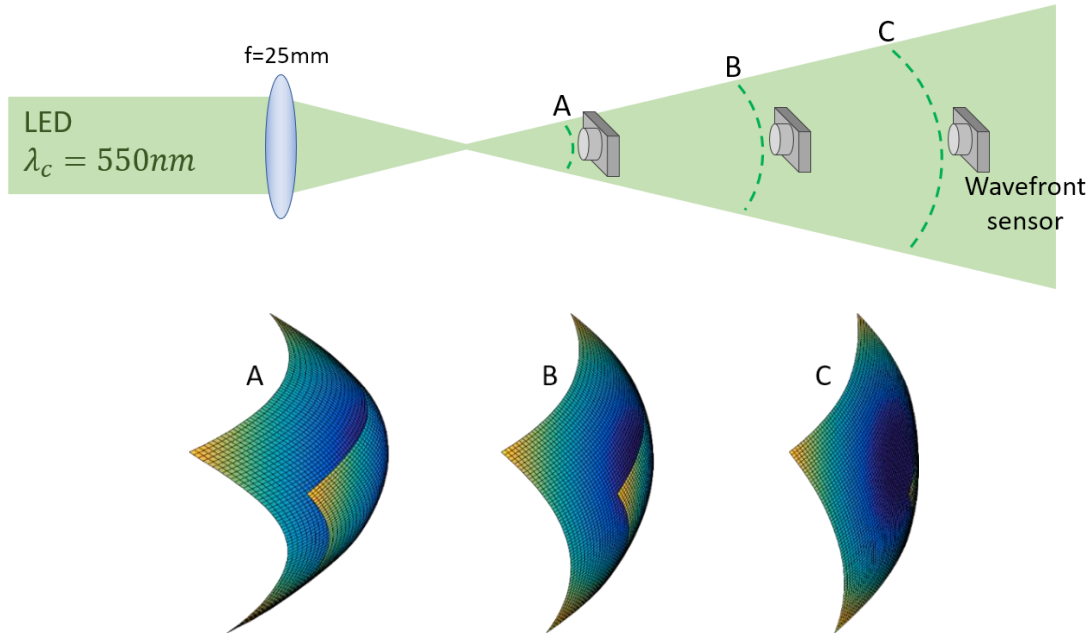 f=25mm
LED
λc = 550nm
A
B
C
Wavefront
sensor
A
B
C